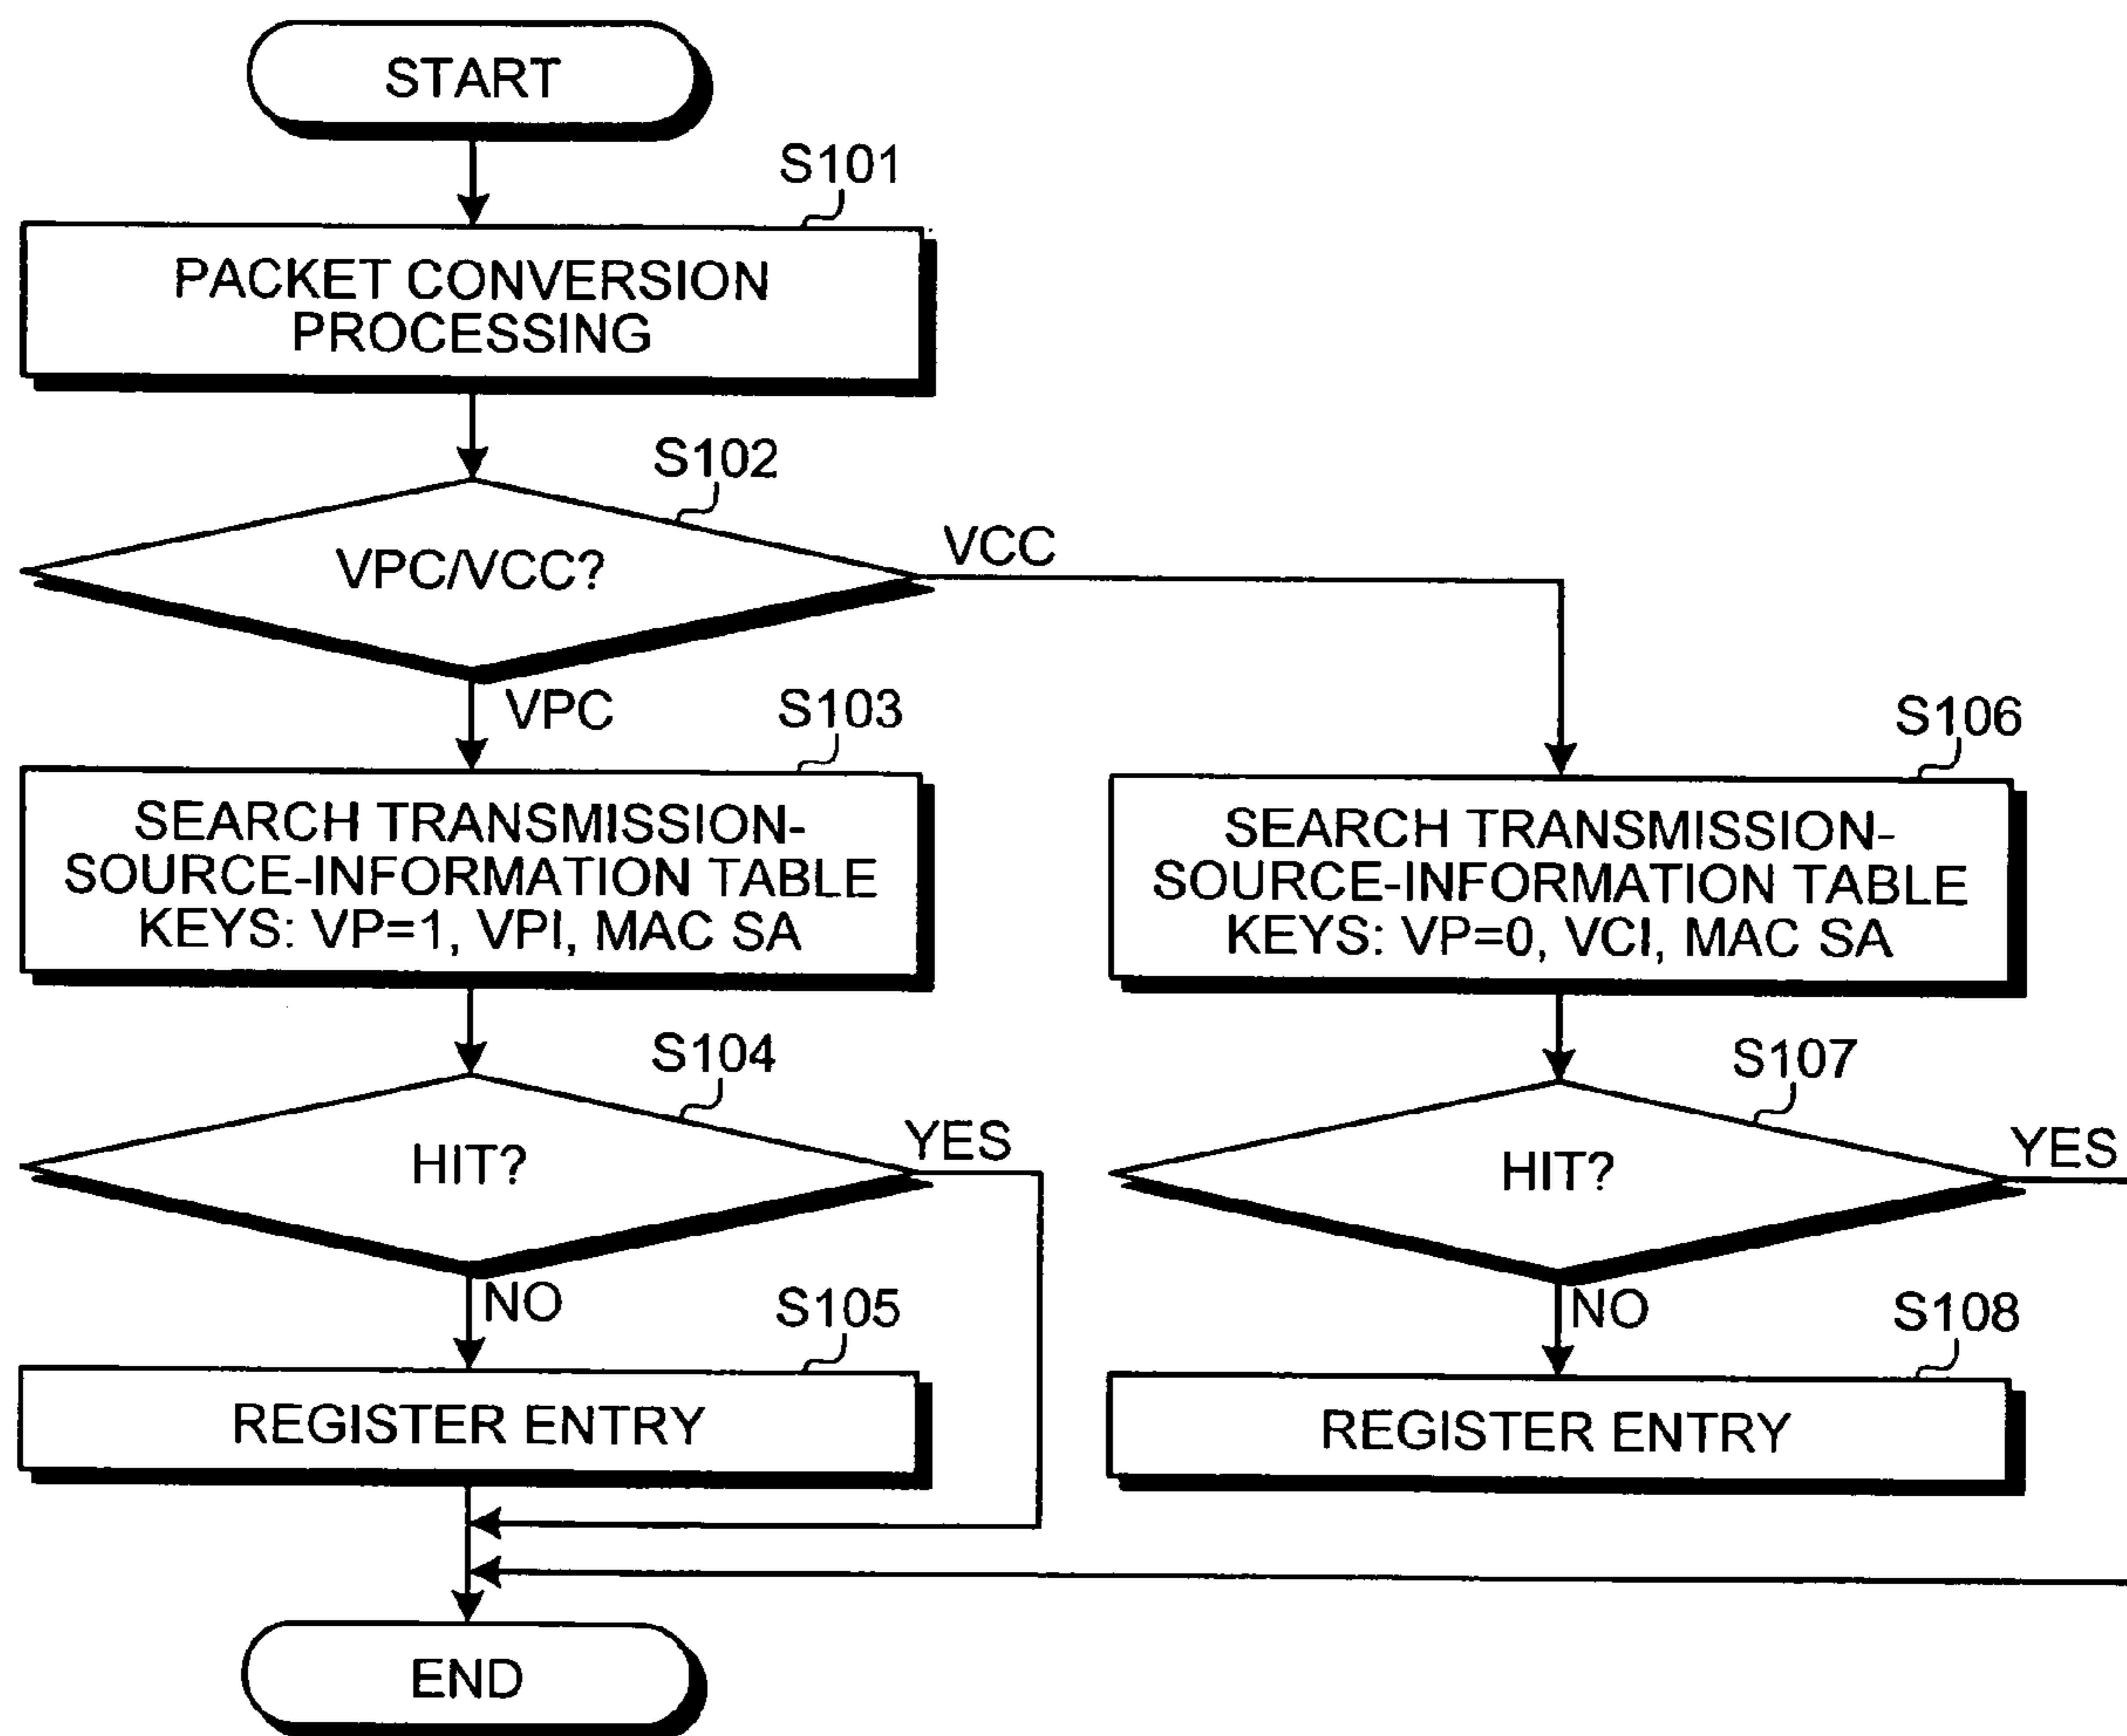 START
S101
PACKET CONVERSION
PROCESSING
S102
VPC/VCC?
VCC
VPC
S103
SEARCH TRANSMISSION-
SOURCE-INFORMATION TABLE
KEYS: VP=1, VPI, MAC SA
S106
SEARCH TRANSMISSION-
SOURCE-INFORMATION TABLE
KEYS: VP=0, VCI, MAC SA
S104
HIT?
YES
NO
S107
HIT?
YES
NO
S105
REGISTER ENTRY
S108
REGISTER ENTRY
END